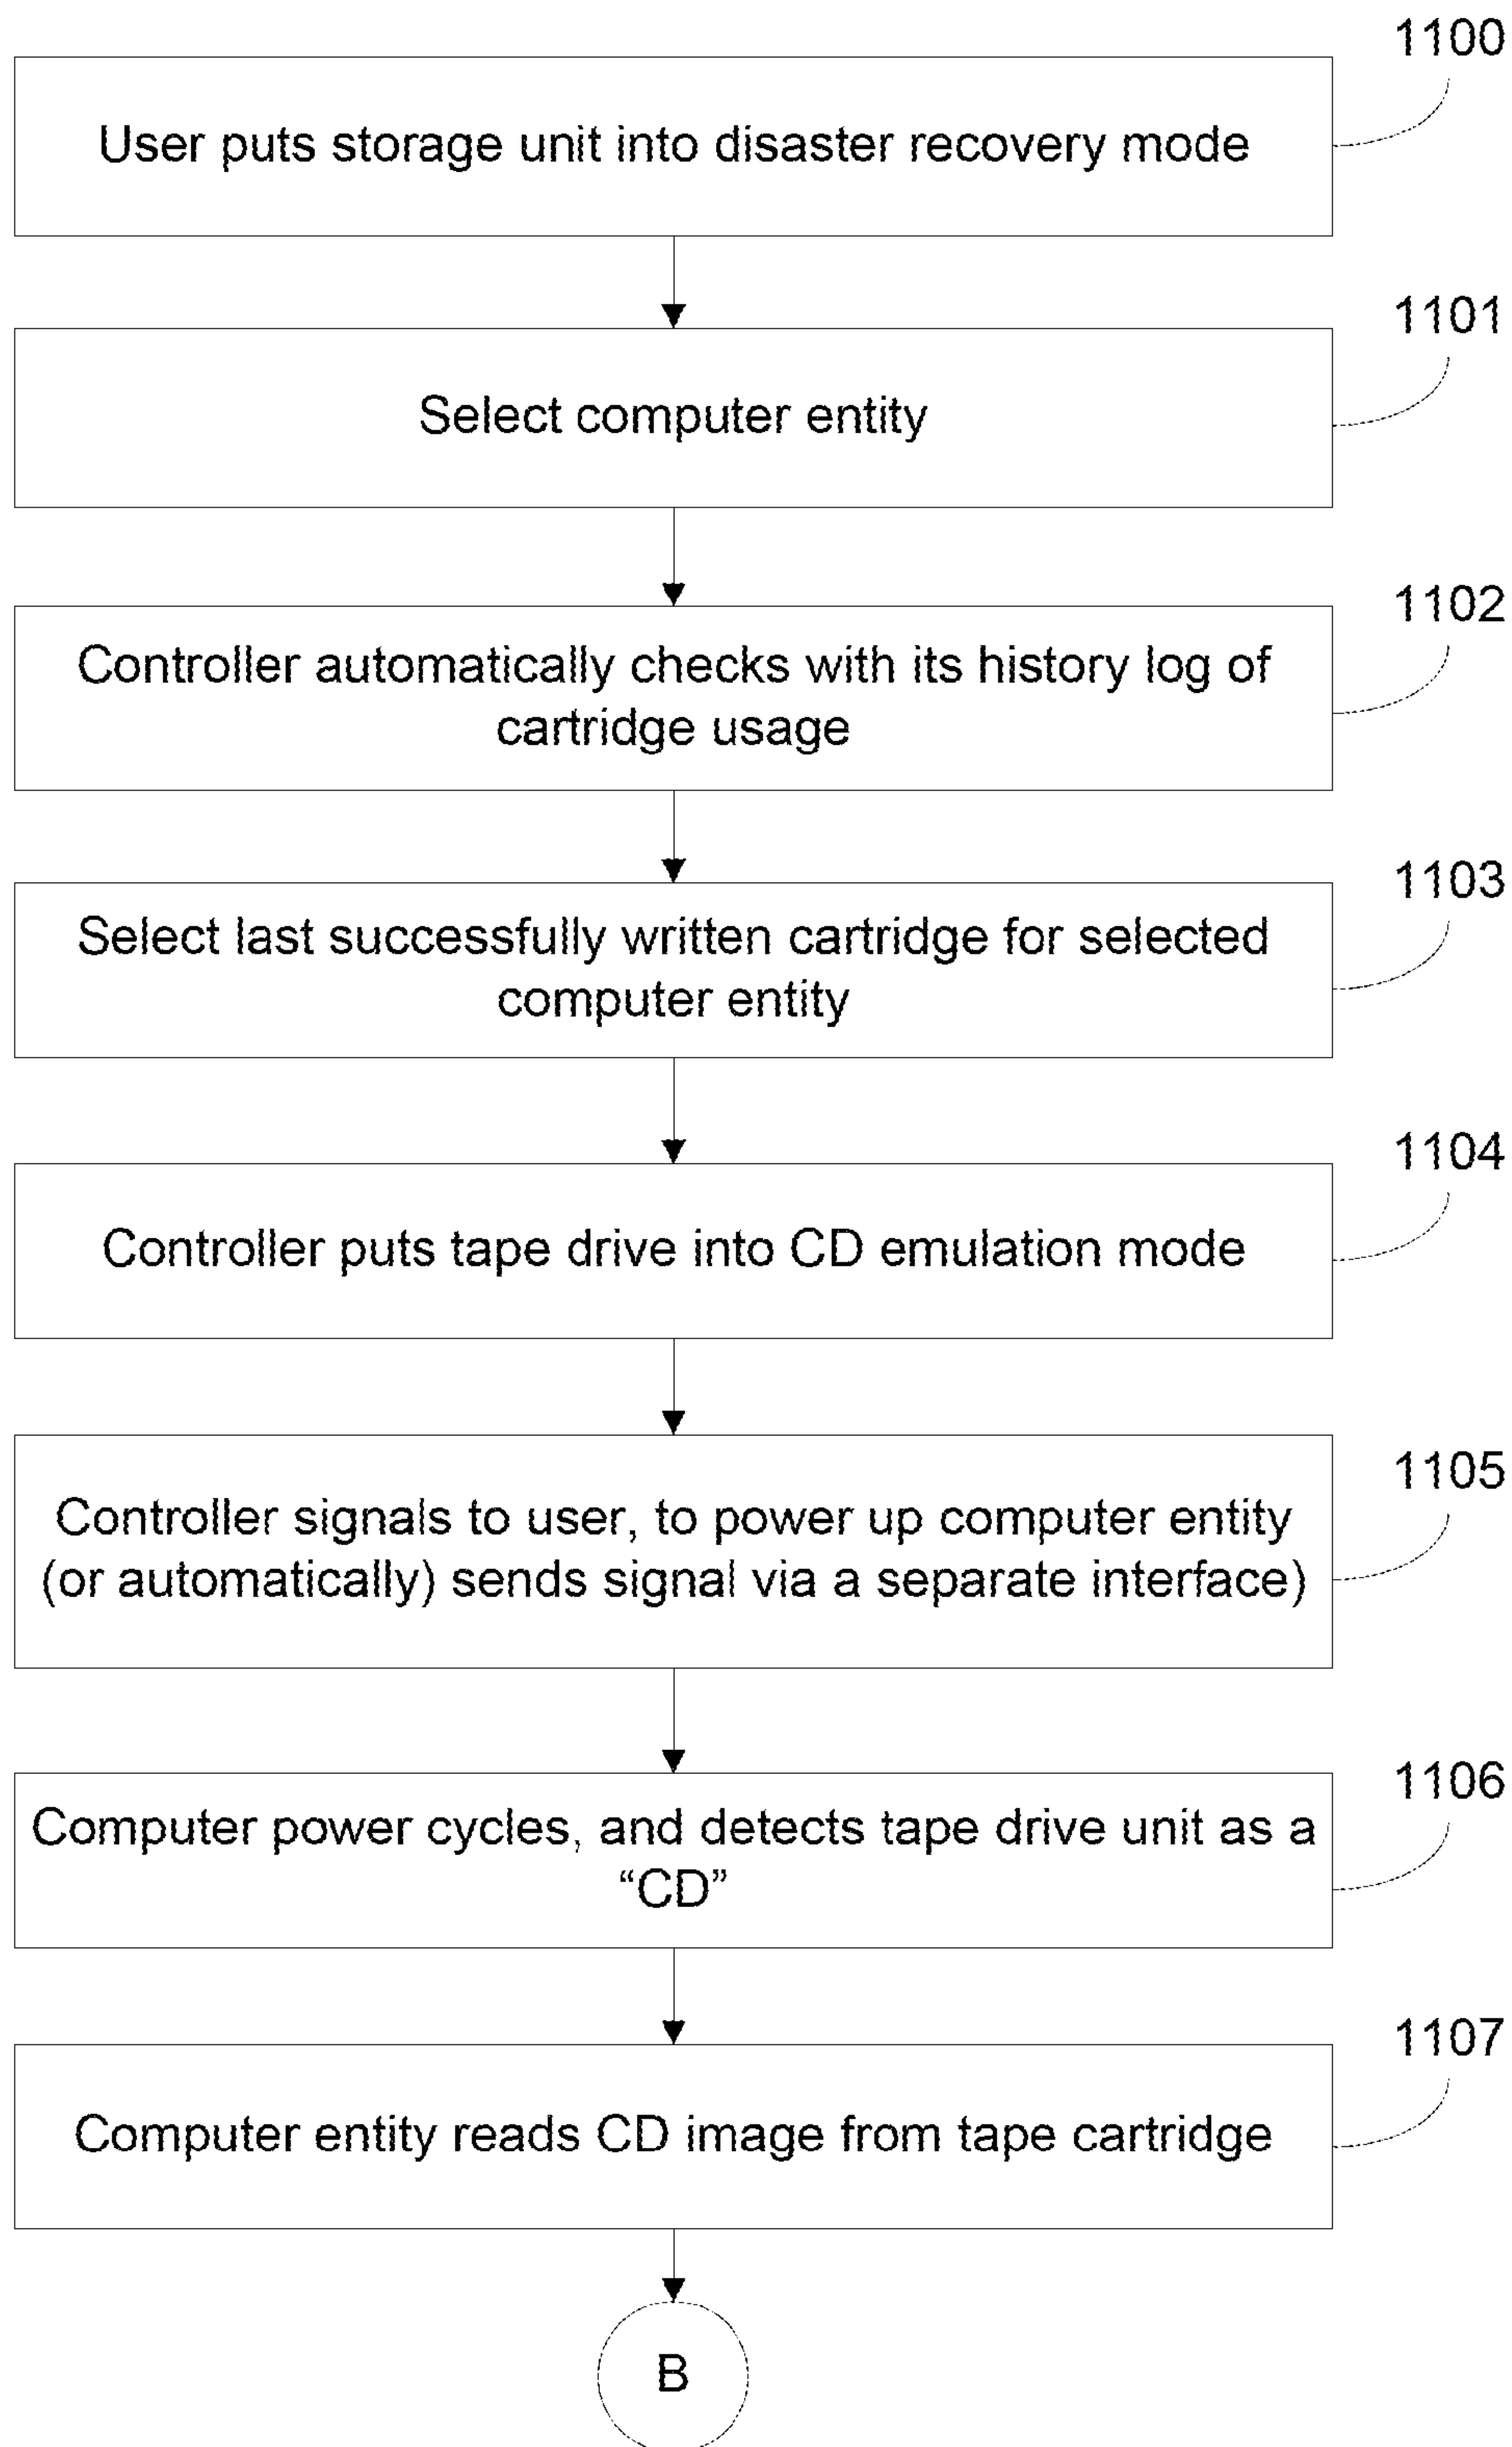 1100
User puts storage unit into disaster recovery mode
1101
Select computer entity
1102
Controller automatically checks with its history log of
cartridge usage
1103
Select last successfully written cartridge for selected
computer entity
1104
Controller puts tape drive into CD emulation mode
1105
Controller signals to user, to power up computer entity
(or automatically) sends signal via a separate interface)
1106
Computer power cycles, and detects tape drive unit as a
“CD”
1107
Computer entity reads CD image from tape cartridge
B